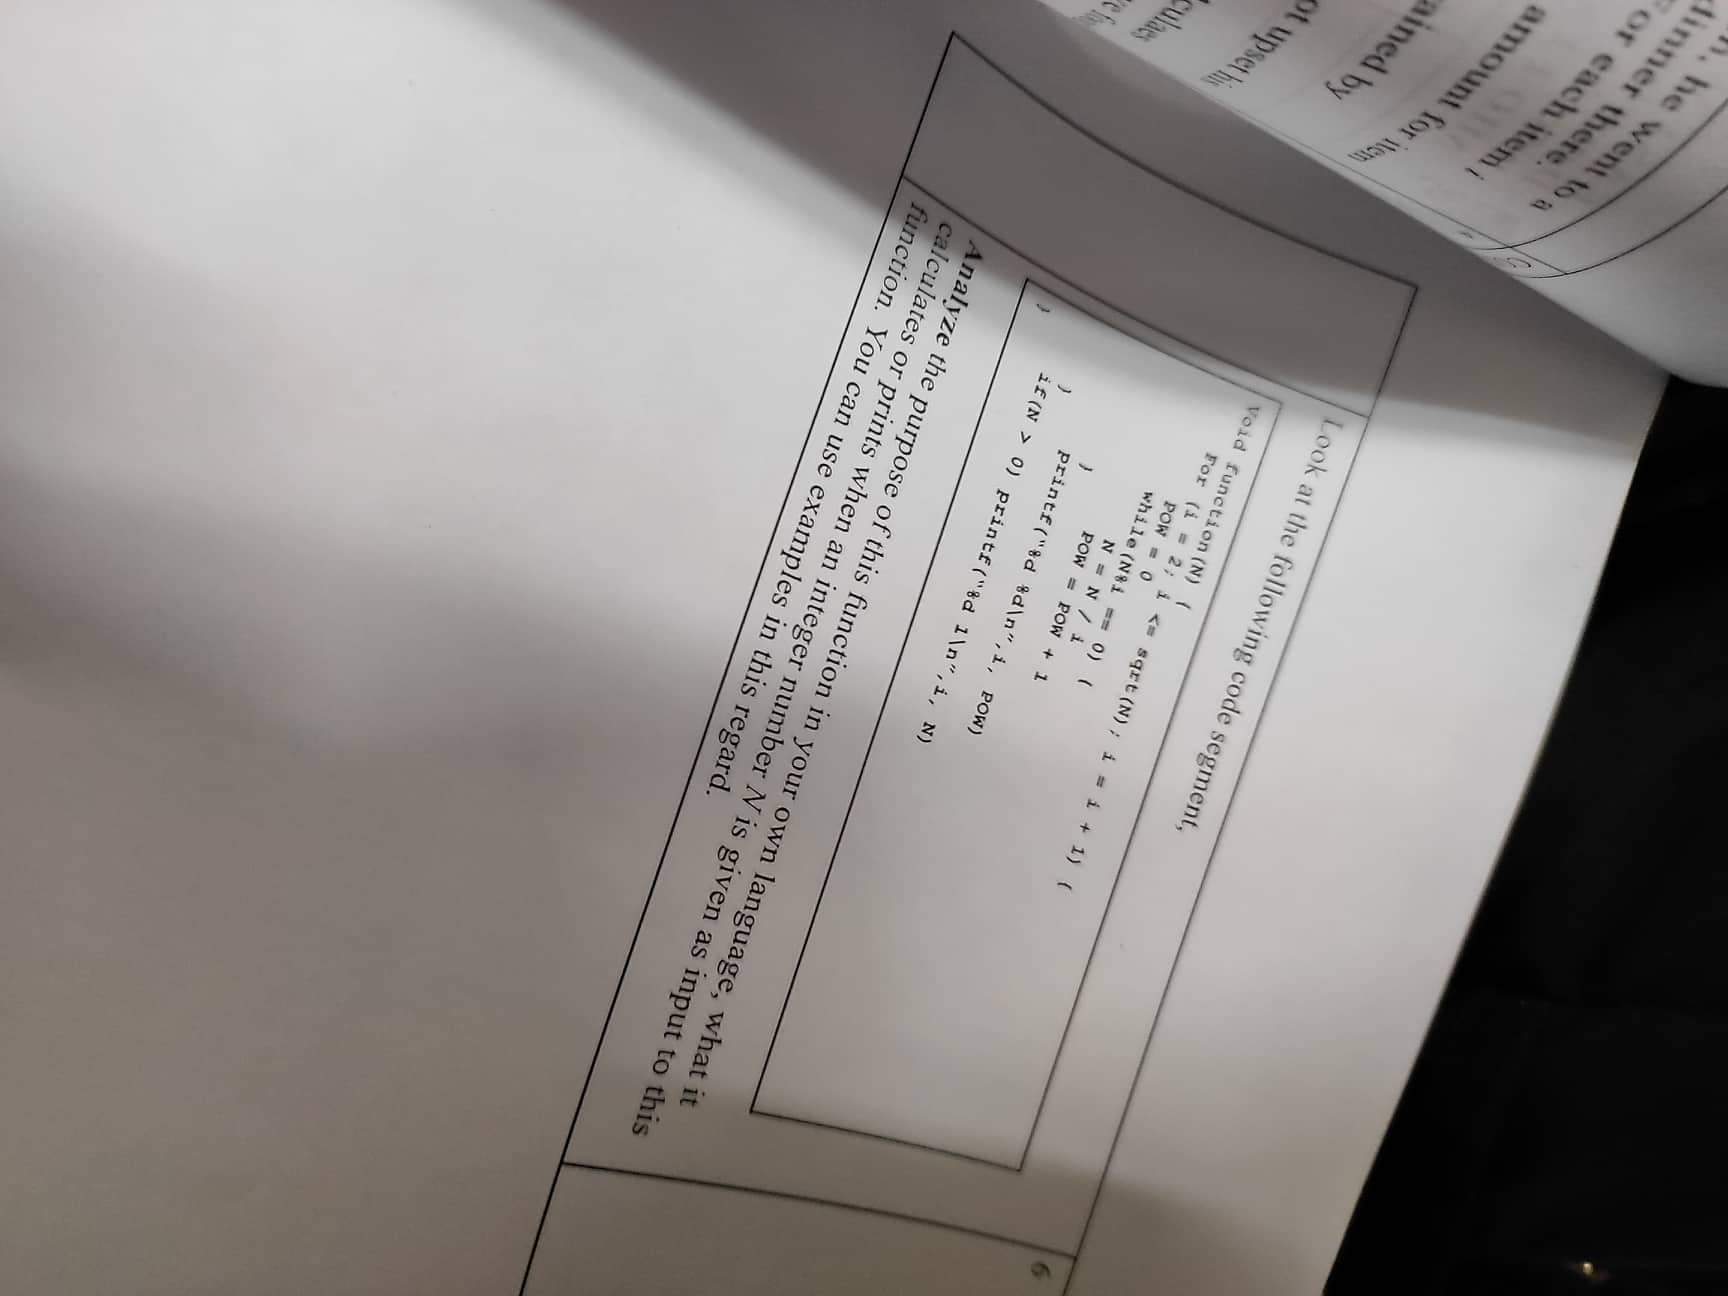 n, he went to a
dinner there.
For each item i
amount for item
ained by
ot upset his
culaes
Look at the following code segment,
6
Void function(N) {
For (i = 2; i <= sqrt(N); i = i + 1) {
POW = 0
while(N%i == 0) {
N = N / i
POW = POW + 1
}
printf("%d %d\n",i, POW)
}
if(N > 0) printf("%d 1\n",i, N)
}
Analyze the purpose of this function in your own language, what it
calculates or prints when an integer number N is given as input to this
function. You can use examples in this regard.